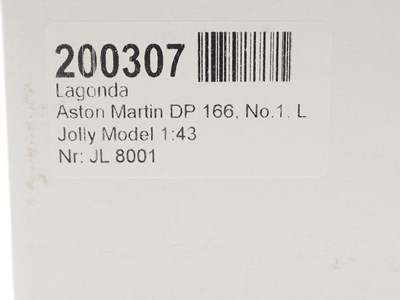 200307
Lagonda
Aston Martin DP 166, No.1, L
Jolly Model 1:43
Nr: JL 8001